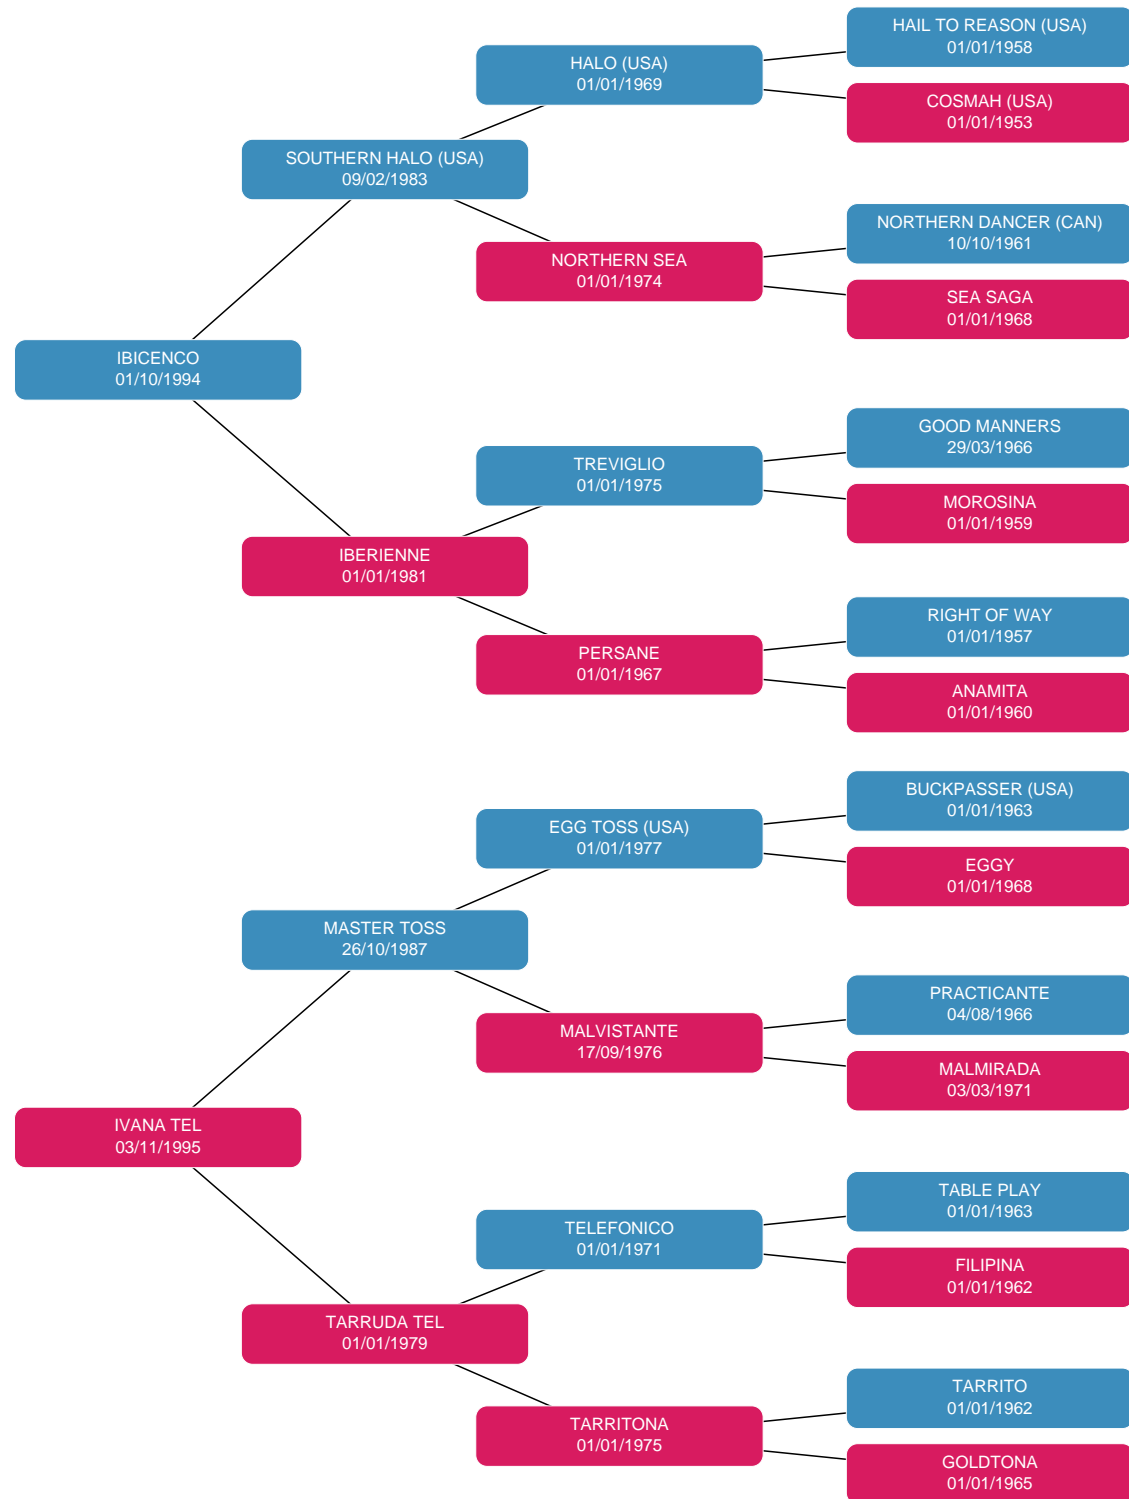 HAIL TO REASON (USA)
01/01/1958
HALO (USA)
01/01/1969
COSMAH (USA)
01/01/1953
SOUTHERN HALO (USA)
09/02/1983
NORTHERN DANCER (CAN)
10/10/1961
NORTHERN SEA
01/01/1974
SEA SAGA
01/01/1968
IBICENCO
01/10/1994
GOOD MANNERS
29/03/1966
TREVIGLIO
01/01/1975
MOROSINA
01/01/1959
IBERIENNE
01/01/1981
RIGHT OF WAY
01/01/1957
PERSANE
01/01/1967
ANAMITA
01/01/1960
BUCKPASSER (USA)
01/01/1963
EGG TOSS (USA)
01/01/1977
EGGY
01/01/1968
MASTER TOSS
26/10/1987
PRACTICANTE
04/08/1966
MALVISTANTE
17/09/1976
MALMIRADA
03/03/1971
IVANA TEL
03/11/1995
TABLE PLAY
01/01/1963
TELEFONICO
01/01/1971
FILIPINA
01/01/1962
TARRUDA TEL
01/01/1979
TARRITO
01/01/1962
TARRITONA
01/01/1975
GOLDTONA
01/01/1965